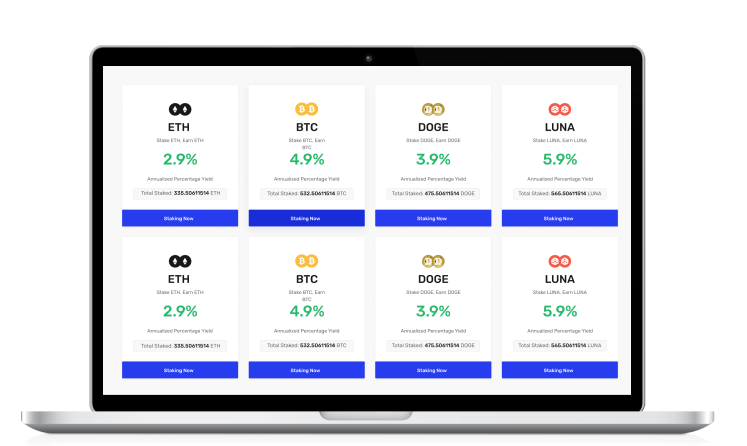 ETH
Stake ETH, Earn ETH
2.9%
Annualized Percentage Yield
Total Staked: 335.50611514 ETH
Staking Now
BTC
Stake BTC, Earn
BTC
4.9%
Annualized Percentage Yield
Total Staked: 532.50611514 BTC
Staking Now
DOGE
Stake DOGE, Earn DOGE
3.9%
Annualized Percentage Yield
Total Staked: 475.50611514 DOGE
Staking Now
LUNA
Stake LUNA, Earn LUNA
5.9%
Annualized Percentage Yield
Total Staked: 565.50611514 LUNA
Staking Now
ETH
Stake ETH, Earn ETH
2.9%
Annualized Percentage Yield
Total Staked: 335.50611514 ETH
Staking Now
BTC
Stake BTC, Earn
BTC
4.9%
Annualized Percentage Yield
Total Staked: 532.50611514 BTC
Staking Now
DOGE
Stake DOGE, Earn DOGE
3.9%
Annualized Percentage Yield
Total Staked: 475.50611514 DOGE
Staking Now
LUNA
Stake LUNA, Earn LUNA
5.9%
Annualized Percentage Yield
Total Staked: 565.50611514 LUNA
Staking Now